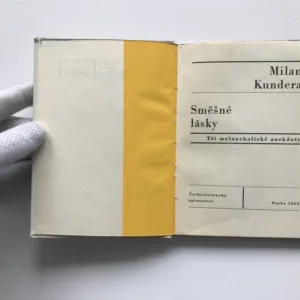 Milan
Kundera
Směšné
lásky
Tři melancholické anekdoty
Československý
spisovatel
Praha